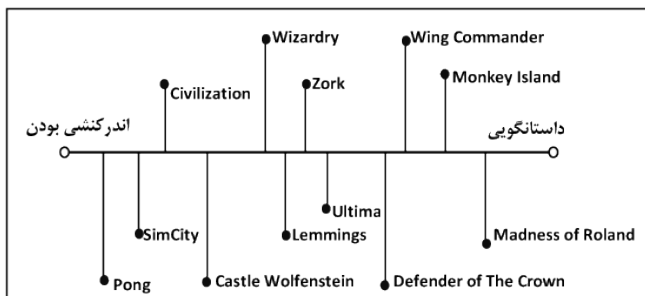 Wizardry
Wing Commander
Civilization
Zork
Monkey Island
اندرکنشی بودن
داستانگویی
SimCity
Lemmings
Ultima
Madness of Roland
Pong
Castle Wolfenstein
Defender of The Crown